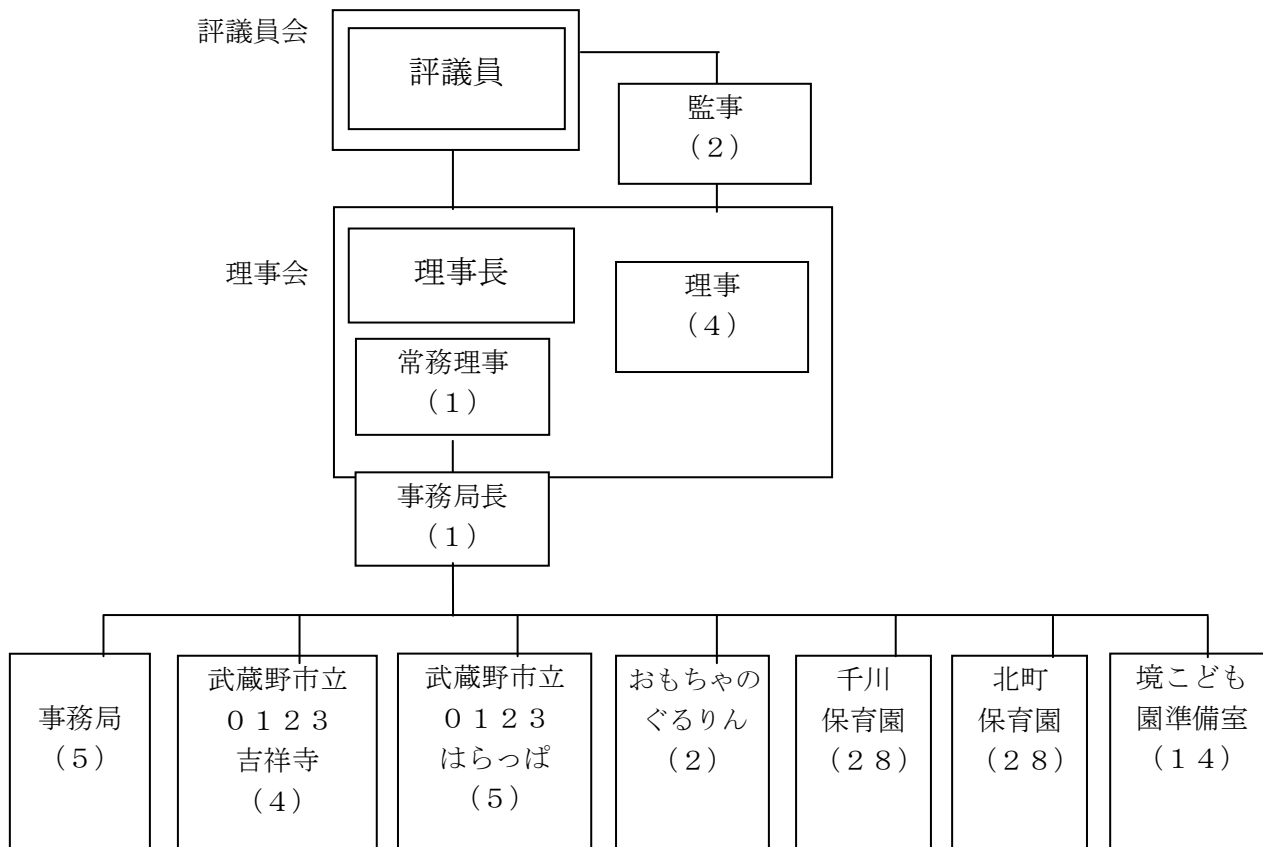 評議員会
評議員
監事
（２）
理事会
理事長
理事
（４）
常務理事
（１）
事務局長
（１）
事務局
（５）
武蔵野市立
０１２３
吉祥寺
（４）
武蔵野市立
０１２３
はらっぱ
（５）
おもちゃの
ぐるりん
（２）
千川
保育園
（２８）
北町
保育園
（２８）
境こども
園準備室
（１４）